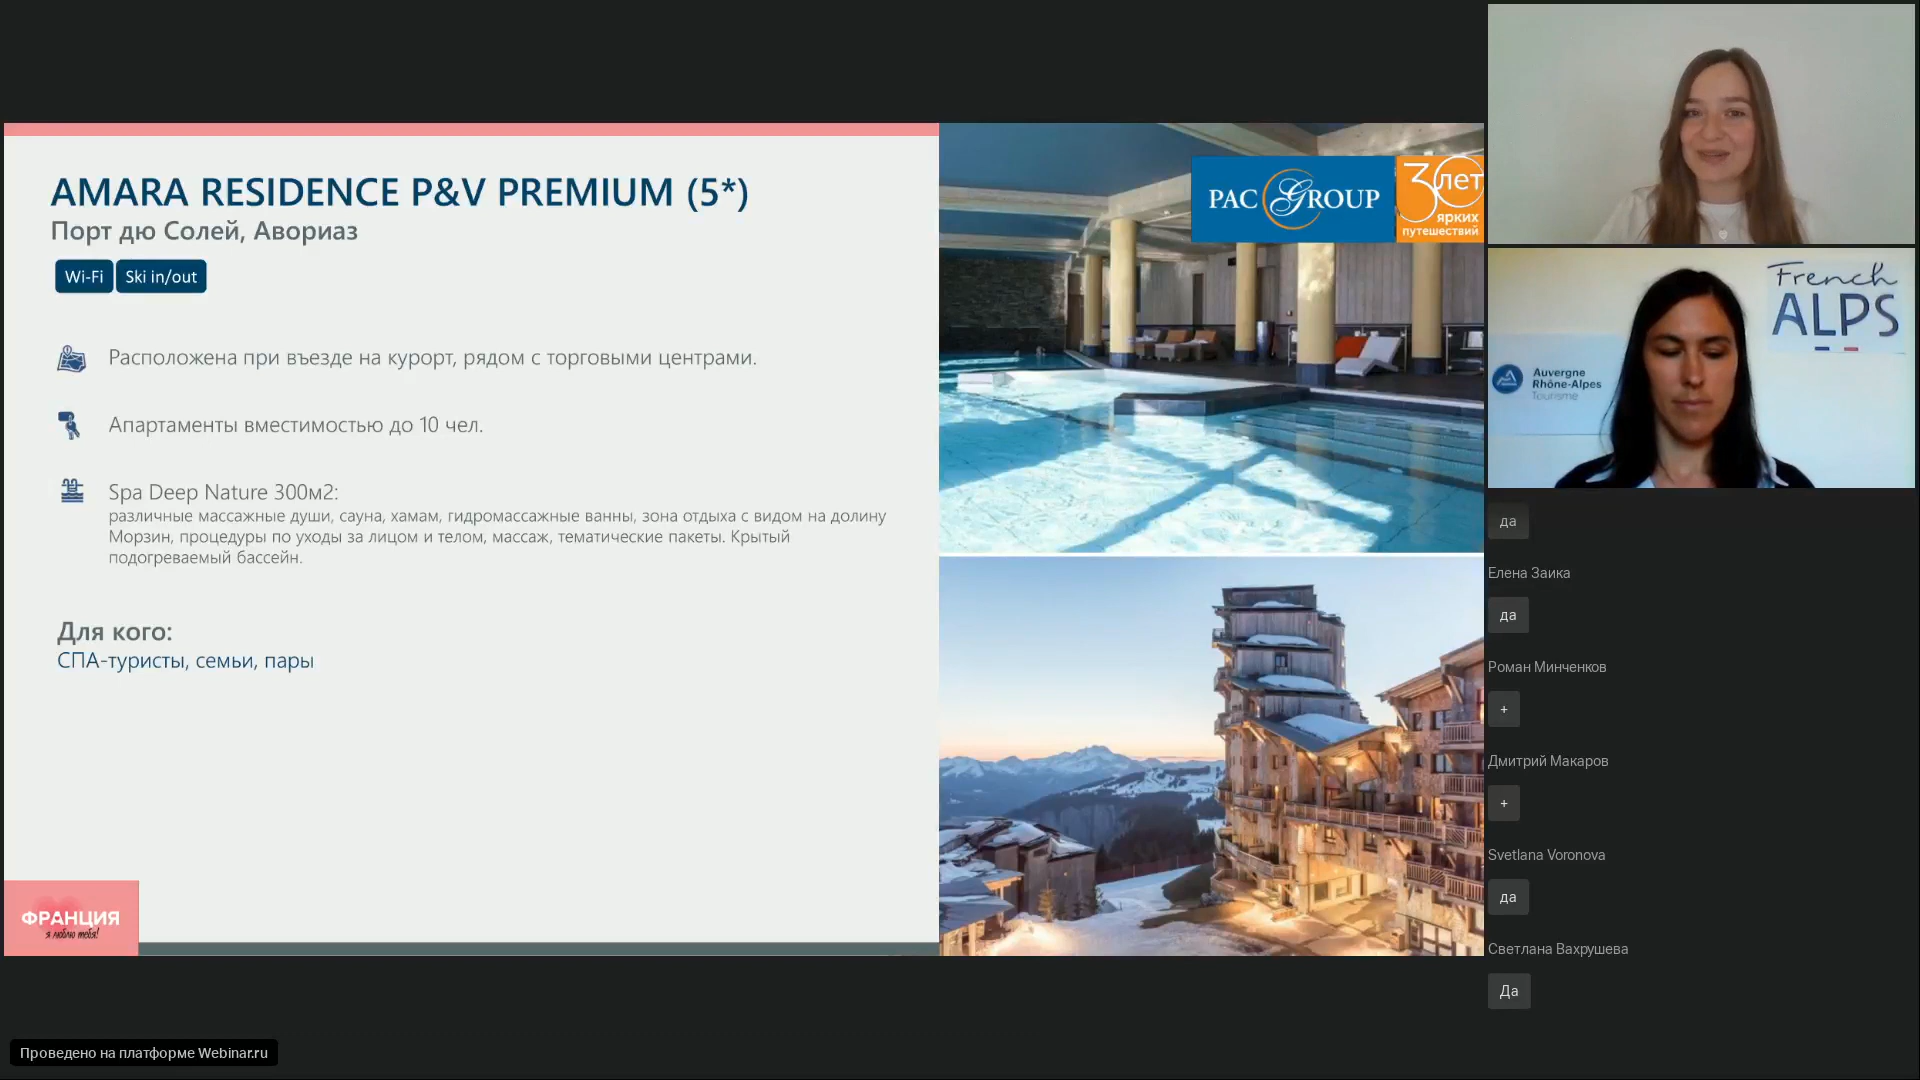 AMARA RESIDENCE P&V PREMIUM (5*)
Порт дю Солей, Авориаз
Wi-Fi
Ski in/out
Расположена при въезде на курорт, рядом с торговыми центрами.
Апартаменты вместимостью до 10 чел.
Spa Deep Nature 300м2:
различные массажные души, сауна, хамам, гидромассажные ванны, зона отдыха с видом на долину
Морзин, процедуры по уходы за лицом и телом, массаж, тематические пакеты. Крытый
подогреваемый бассейн.
Для кого:
СПА-туристы, семьи, пары
ФРАНЦИЯ
я люблю тебя!
PAC GROUP
30 лет
ярких
путешествий
French
ALPS
Auvergne
Rhône-Alpes
Tourisme
да
Елена Заика
да
Роман Минченков
+
Дмитрий Макаров
+
Svetlana Voronova
да
Светлана Вахрушева
Да
Проведено на платформе Webinar.ru